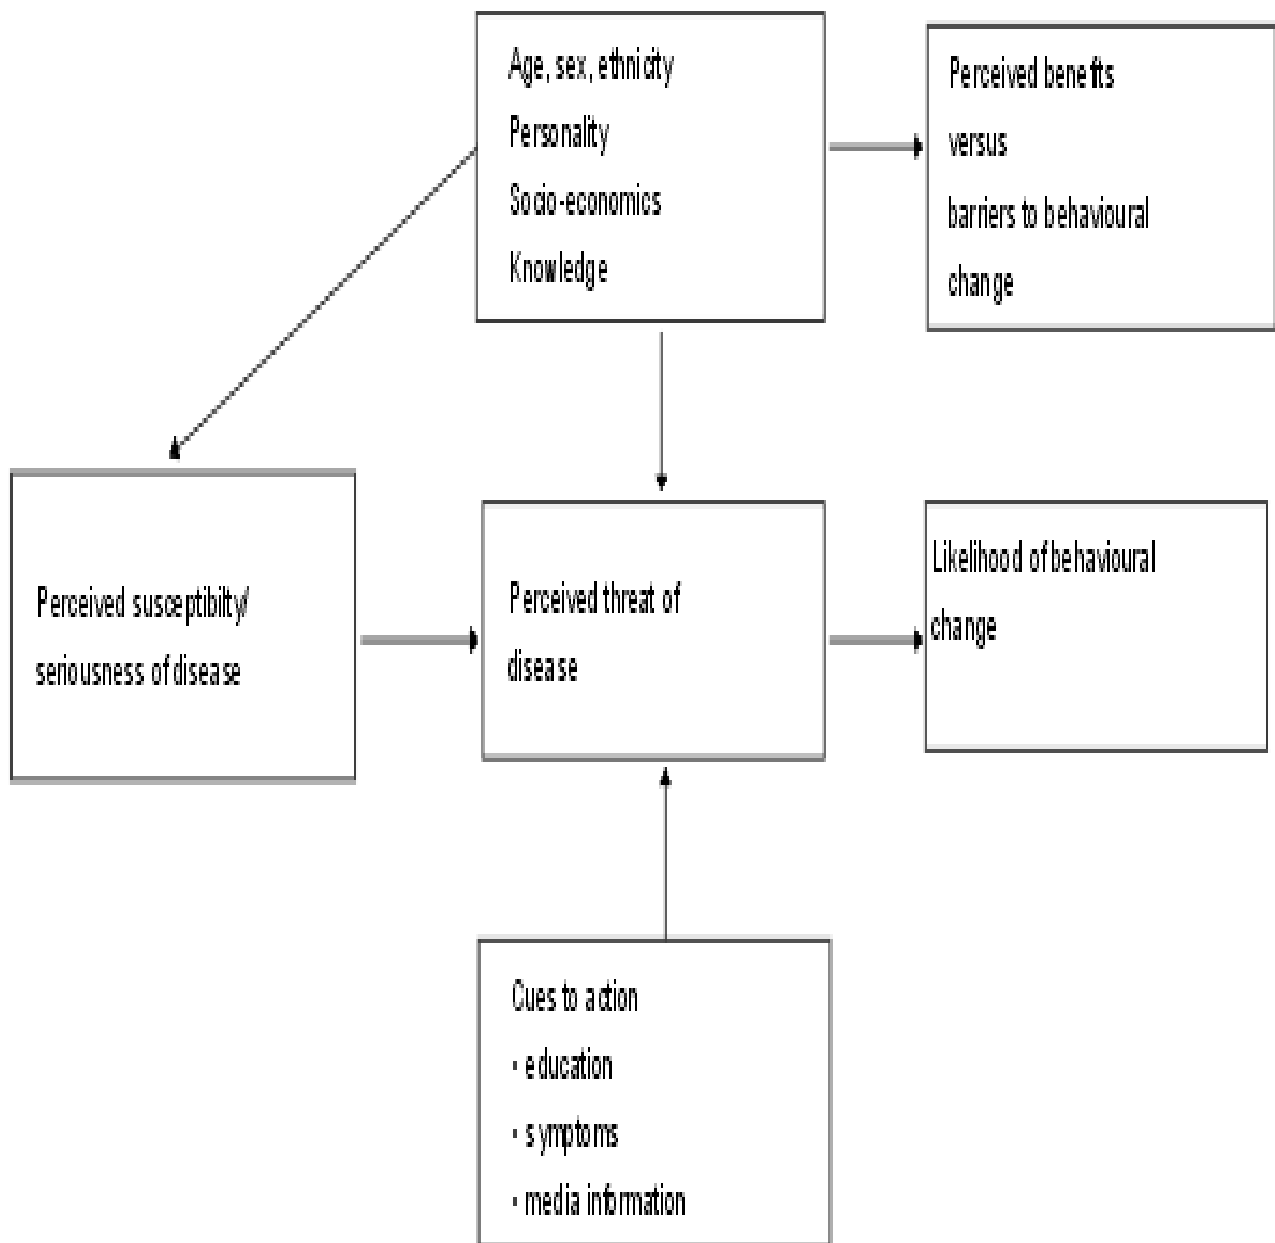 Age, sex, ethnicity
Personality
Socio-economics
Knowledge
Perceived benefits
versus
barriers to behavioural
change
Perceived susceptibity/
seriousness of disease
Perceived threat of
disease
Likelihood of behavioural
change
Cues to action
- education
- symptoms
- media information